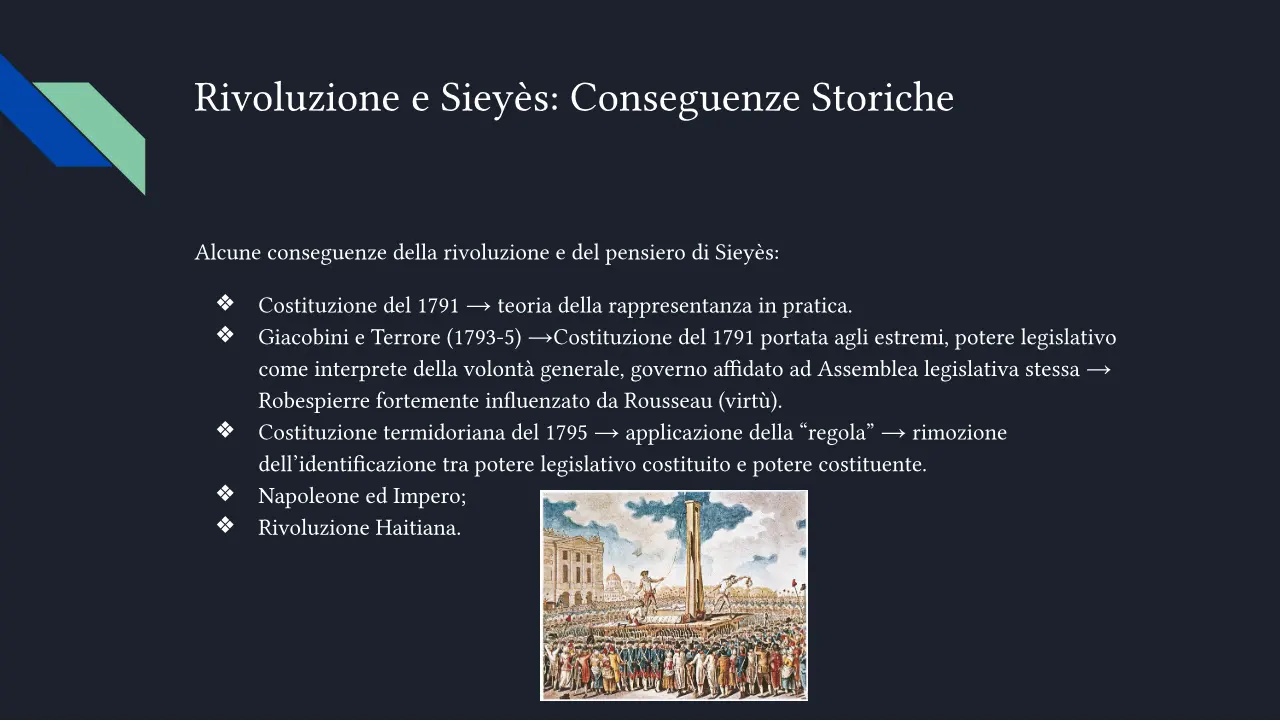 Rivoluzione e Sieyès: Conseguenze Storiche
Alcune conseguenze della rivoluzione e del pensiero di Sieyès:
❖ Costituzione del 1791 → teoria della rappresentanza in pratica.
❖ Giacobini e Terrore (1793-5) →Costituzione del 1791 portata agli estremi, potere legislativo
come interprete della volontà generale, governo affidato ad Assemblea legislativa stessa →
Robespierre fortemente influenzato da Rousseau (virtù).
❖ Costituzione termidoriana del 1795 → applicazione della “regola” → rimozione
dell’identificazione tra potere legislativo costituito e potere costituente.
❖ Napoleone ed Impero;
❖ Rivoluzione Haitiana.